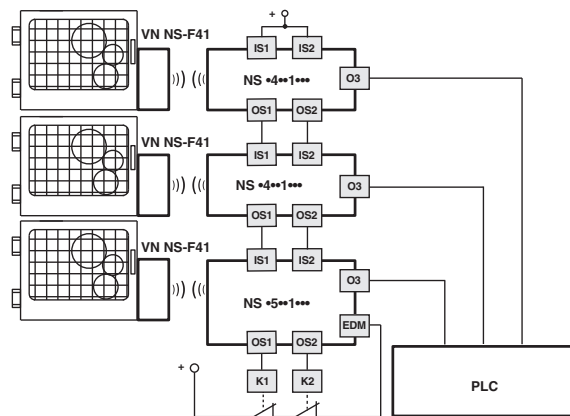 +
VN NS-F41
IS1 IS2
NS •4••1•••
O3
OS1 OS2
VN NS-F41
IS1 IS2
NS •4••1•••
O3
OS1 OS2
VN NS-F41
IS1 IS2
O3
NS •5••1•••
EDM
OS1 OS2
+
K1 K2
PLC